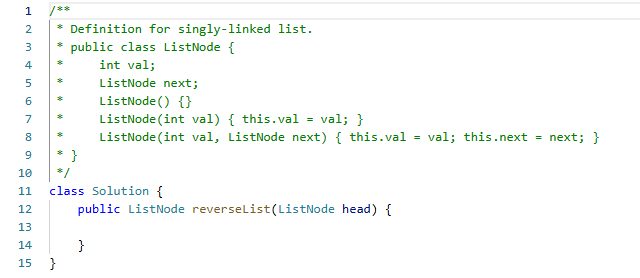 1 /**
2  * Definition for singly-linked list.
3  * public class ListNode {
4  *     int val;
5  *     ListNode next;
6  *     ListNode() {}
7  *     ListNode(int val) { this.val = val; }
8  *     ListNode(int val, ListNode next) { this.val = val; this.next = next; }
9  * }
10  */
11 class Solution {
12     public ListNode reverseList(ListNode head) {
13
14     }
15 }